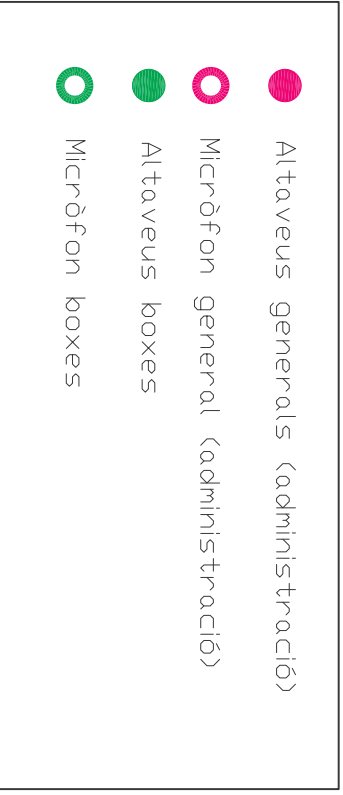 Altaveus generals (administració)
Micròfon general (administració)
Altaveus boxes
Micròfon boxes